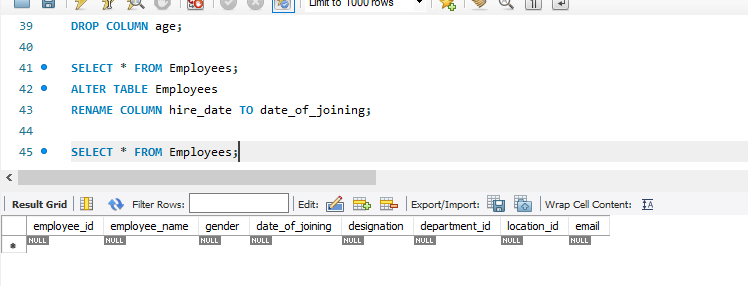 Limit to 1000 rows
39 DROP COLUMN age;
40
41 SELECT * FROM Employees;
42 ALTER TABLE Employees
43 RENAME COLUMN hire_date TO date_of_joining;
44
45 SELECT * FROM Employees;
Result Grid Filter Rows: Edit: Export/Import: Wrap Cell Content:
employee_id employee_name gender date_of_joining designation department_id location_id email
* NULL NULL NULL NULL NULL NULL NULL NULL